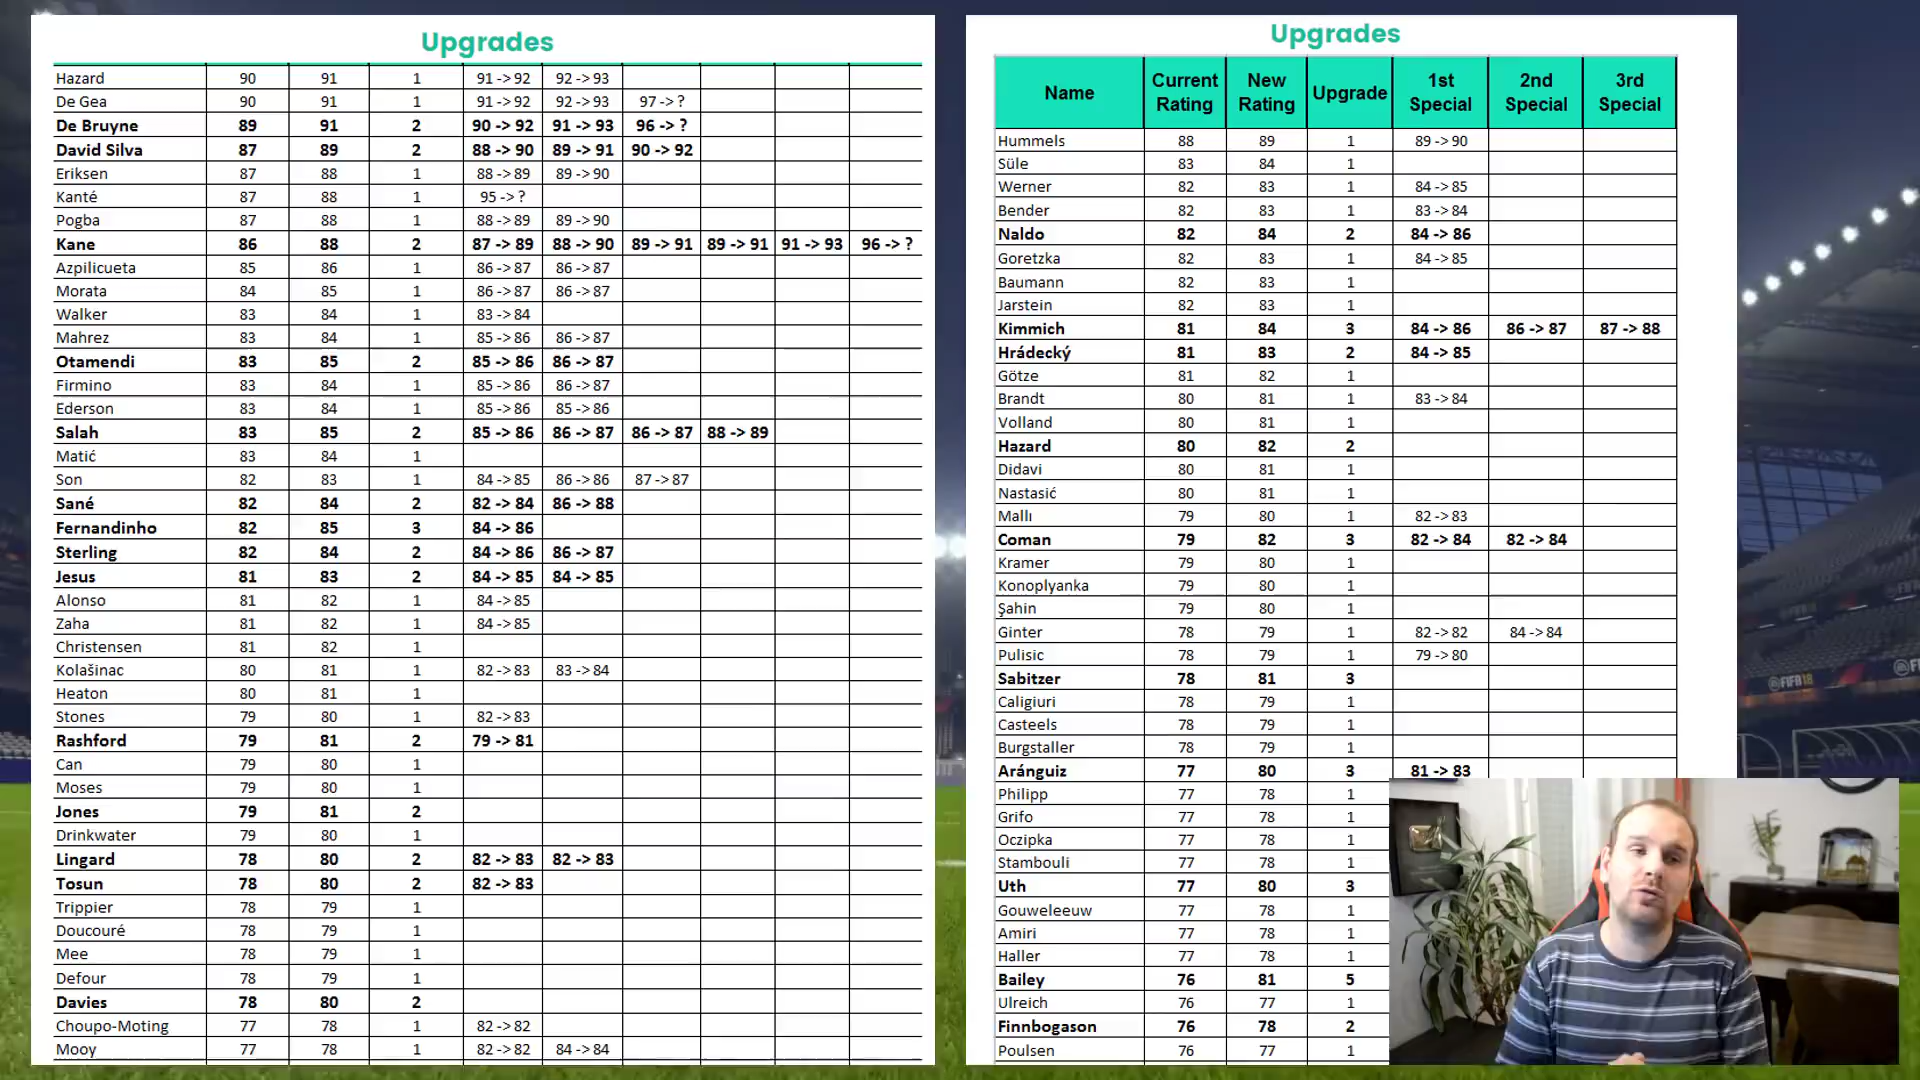 Upgrades
Hazard 90 91 1 91 -> 92 92 -> 93
De Gea 90 91 1 91 -> 92 92 -> 93 97 -> ?
De Bruyne 89 91 2 90 -> 92 91 -> 93 96 -> ?
David Silva 87 89 2 88 -> 90 89 -> 91 90 -> 92
Eriksen 87 88 1 88 -> 89 89 -> 90
Kanté 87 88 1 95 -> ?
Pogba 87 88 1 88 -> 89 89 -> 90
Kane 86 88 2 87 -> 89 88 -> 90 89 -> 91 89 -> 91 91 -> 93 96 -> ?
Azpilicueta 85 86 1 86 -> 87 86 -> 87
Morata 84 85 1 86 -> 87 86 -> 87
Walker 83 84 1 83 -> 84
Mahrez 83 84 1 85 -> 86 86 -> 87
Otamendi 83 85 2 85 -> 86 86 -> 87
Firmino 83 84 1 85 -> 86 86 -> 87
Ederson 83 84 1 85 -> 86 85 -> 86
Salah 83 85 2 85 -> 86 86 -> 87 86 -> 87 88 -> 89
Matić 83 84 1
Son 82 83 1 84 -> 85 86 -> 86 87 -> 87
Sané 82 84 2 82 -> 84 86 -> 88
Fernandinho 82 85 3 84 -> 86
Sterling 82 84 2 84 -> 86 86 -> 87
Jesus 81 83 2 84 -> 85 84 -> 85
Alonso 81 82 1 84 -> 85
Zaha 81 82 1 84 -> 85
Christensen 81 82 1
Kolašinac 80 81 1 82 -> 83 83 -> 84
Heaton 80 81 1
Stones 79 80 1 82 -> 83
Rashford 79 81 2 79 -> 81
Can 79 80 1
Moses 79 80 1
Jones 79 81 2
Drinkwater 79 80 1
Lingard 78 80 2 82 -> 83 82 -> 83
Tosun 78 80 2 82 -> 83
Trippier 78 79 1
Doucouré 78 79 1
Mee 78 79 1
Defour 78 79 1
Davies 78 80 2
Choupo-Moting 77 78 1 82 -> 82
Mooy 77 78 1 82 -> 82 84 -> 84
Upgrades
Name Current Rating New Rating Upgrade 1st Special 2nd Special 3rd Special
Hummels 88 89 1 89 -> 90
Süle 83 84 1
Werner 82 83 1 84 -> 85
Bender 82 83 1 83 -> 84
Naldo 82 84 2 84 -> 86
Goretzka 82 83 1 84 -> 85
Baumann 82 83 1
Jarstein 82 83 1
Kimmich 81 84 3 84 -> 86 86 -> 87 87 -> 88
Hrádecký 81 83 2 84 -> 85
Götze 81 82 1
Brandt 80 81 1 83 -> 84
Volland 80 81 1
Hazard 80 82 2
Didavi 80 81 1
Nastasić 80 81 1
Mallı 79 80 1 82 -> 83
Coman 79 82 3 82 -> 84 82 -> 84
Kramer 79 80 1
Konoplyanka 79 80 1
Şahin 79 80 1
Ginter 78 79 1 82 -> 82 84 -> 84
Pulisic 78 79 1 79 -> 80
Sabitzer 78 81 3
Caligiuri 78 79 1
Casteels 78 79 1
Burgstaller 78 79 1
Aránguiz 77 80 3 81 -> 83
Philipp 77 78 1
Grifo 77 78 1
Oczipka 77 78 1
Stambouli 77 78 1
Uth 77 80 3
Gouweleeuw 77 78 1
Amiri 77 78 1
Haller 77 78 1
Bailey 76 81 5
Ulreich 76 77 1
Finnbogason 76 78 2
Poulsen 76 77 1
FIFA18